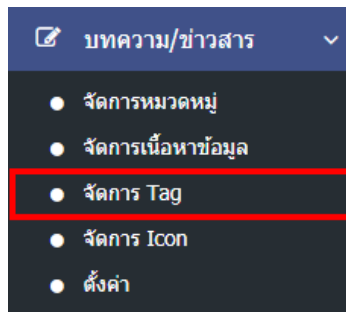 บทความ/ข่าวสาร
จัดการหมวดหมู่
จัดการเนื้อหาข้อมูล
จัดการ Tag
จัดการ Icon
ตั้งค่า